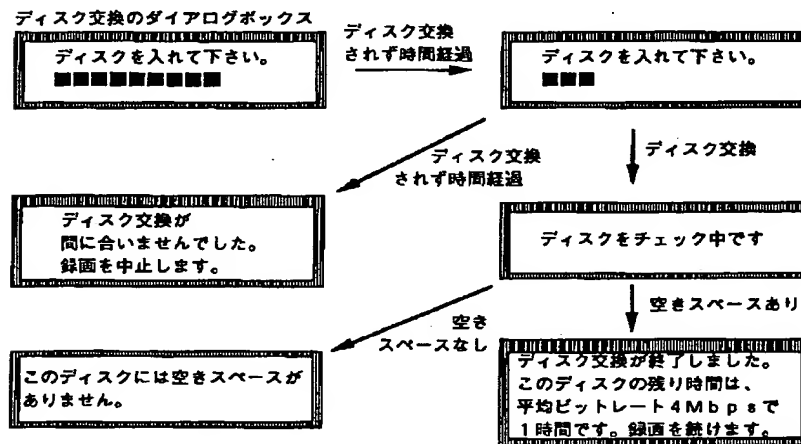 ディスク交換のダイアログボックス
ディスクを入れて下さい。
■■■■■■■■■
ディスク交換
されず時間経過
ディスクを入れて下さい。
■■■
ディスク交換
されず時間経過
ディスク交換
ディスク交換が
間に合いませんでした。
録画を中止します。
ディスクをチェック中です
空き
スペースなし
空きスペースあり
このディスクには空きスペースが
ありません。
ディスク交換が終了しました。
このディスクの残り時間は、
平均ビットレート4Mbpsで
1時間です。録画を続けます。